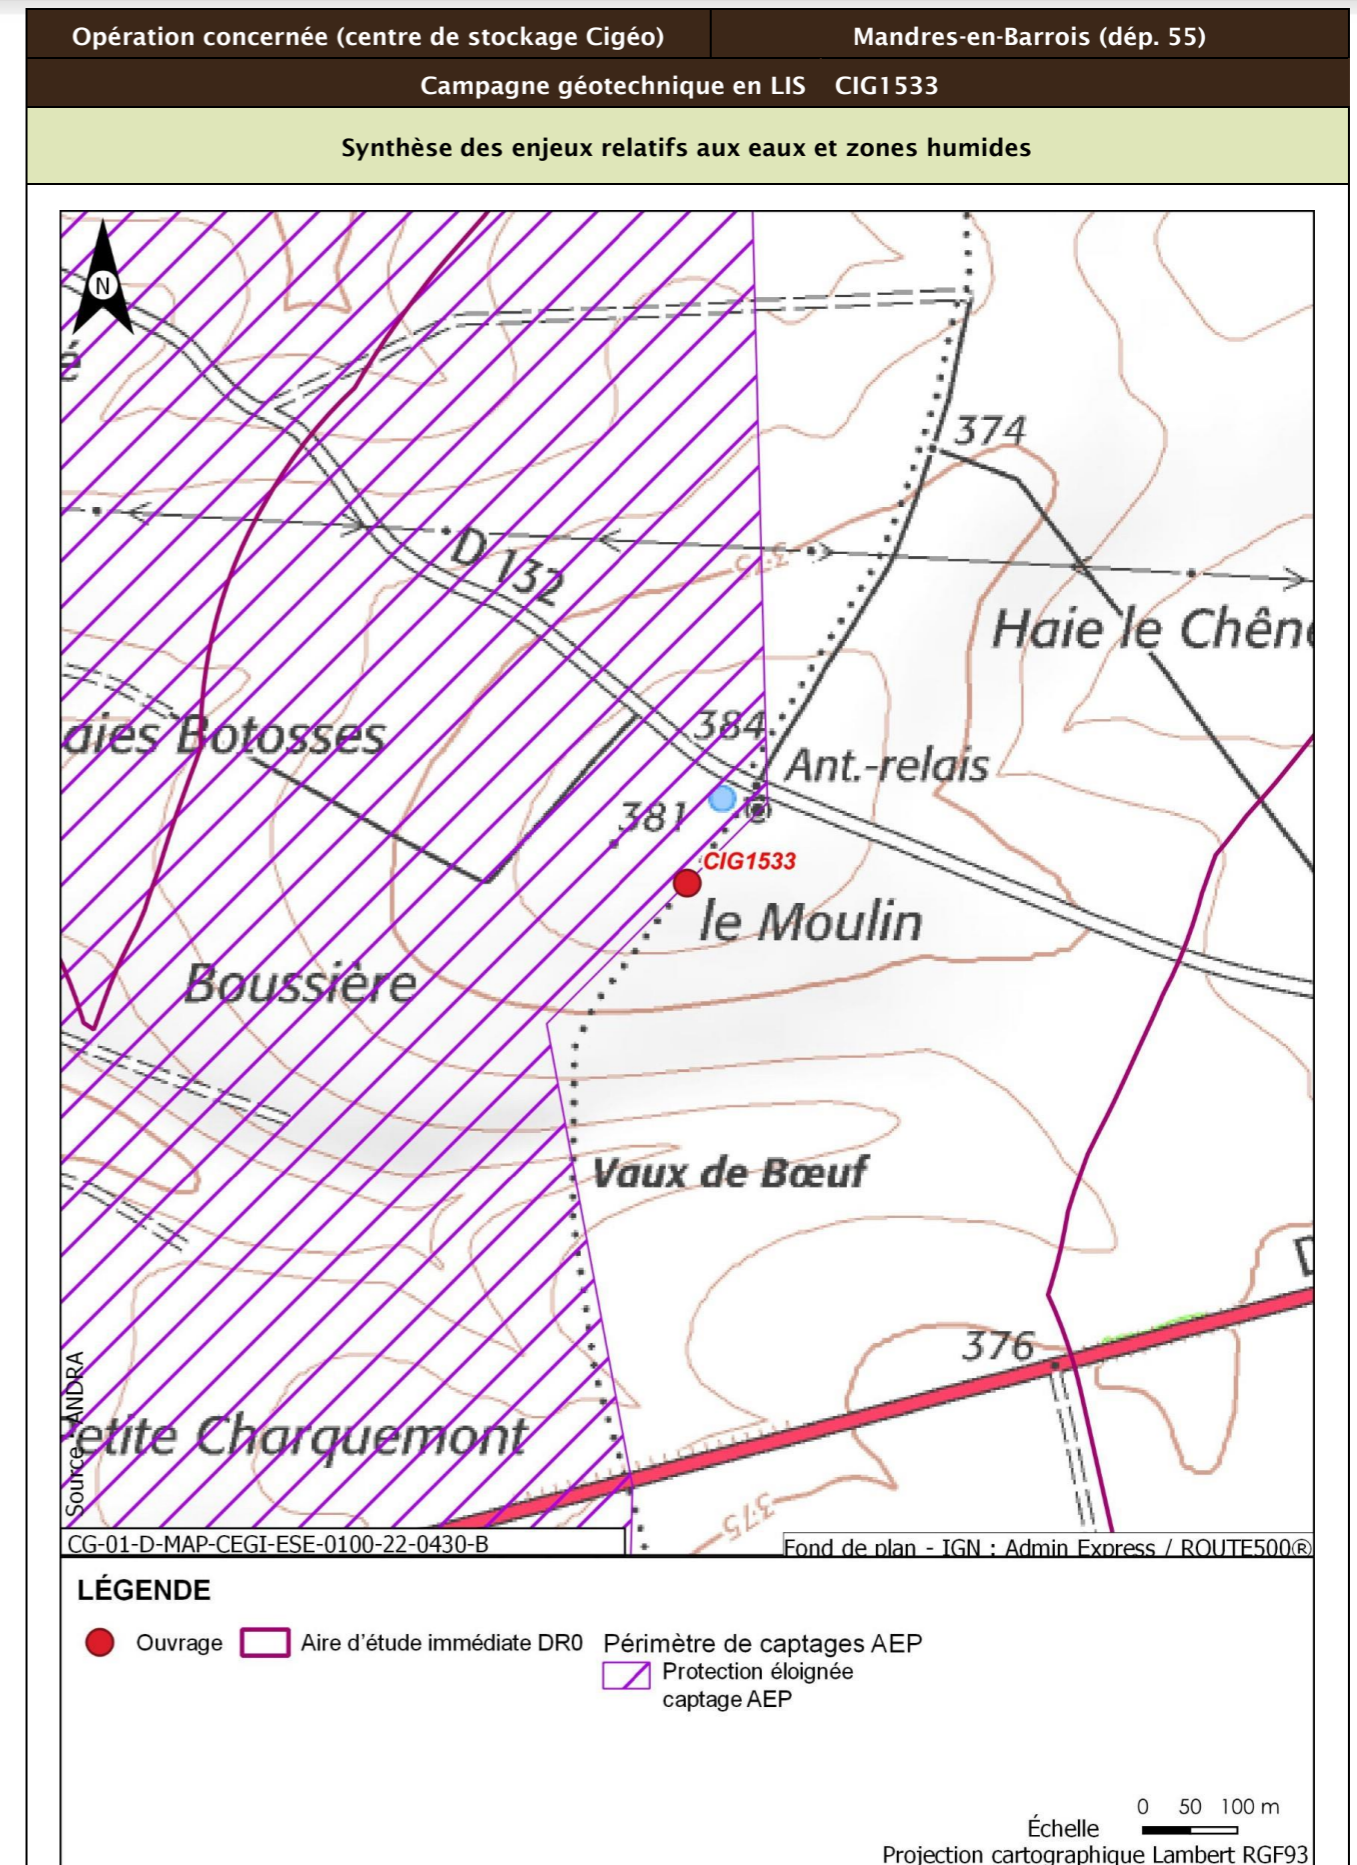 Opération concernée (centre de stockage Cigéo) Mandres-en-Barrois (dép. 55)
Campagne géotechnique en LIS CIG1533
Synthèse des enjeux relatifs aux eaux et zones humides
N
é
374
D 132
375
Haie le Chêne
384
aies Botosses
Ant.-relais
381
CIG1533
le Moulin
Boussière
Vaux de Bœuf
D
376
Source : ANDRA
Petite Charquemont
375
CG-01-D-MAP-CEGI-ESE-0100-22-0430-B
Fond de plan - IGN : Admin Express / ROUTE500®
LÉGENDE
Ouvrage Aire d'étude immédiate DR0 Périmètre de captages AEP
Protection éloignée
captage AEP
0 50 100 m
Échelle
Projection cartographique Lambert RGF93